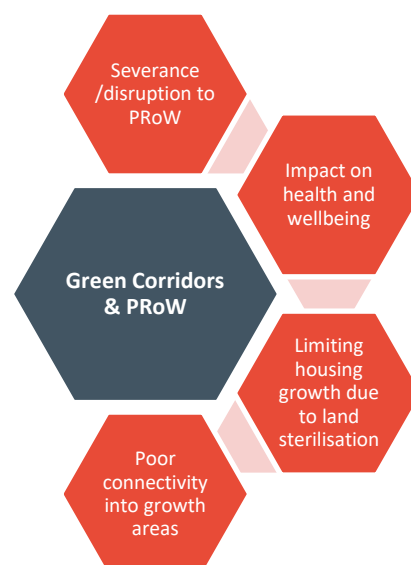 Severance
/disruption to
PRoW
Impact on
health and
wellbeing
Green Corridors
& PRoW
Limiting
housing
growth due
to land
sterilisation
Poor
connectivity
into growth
areas